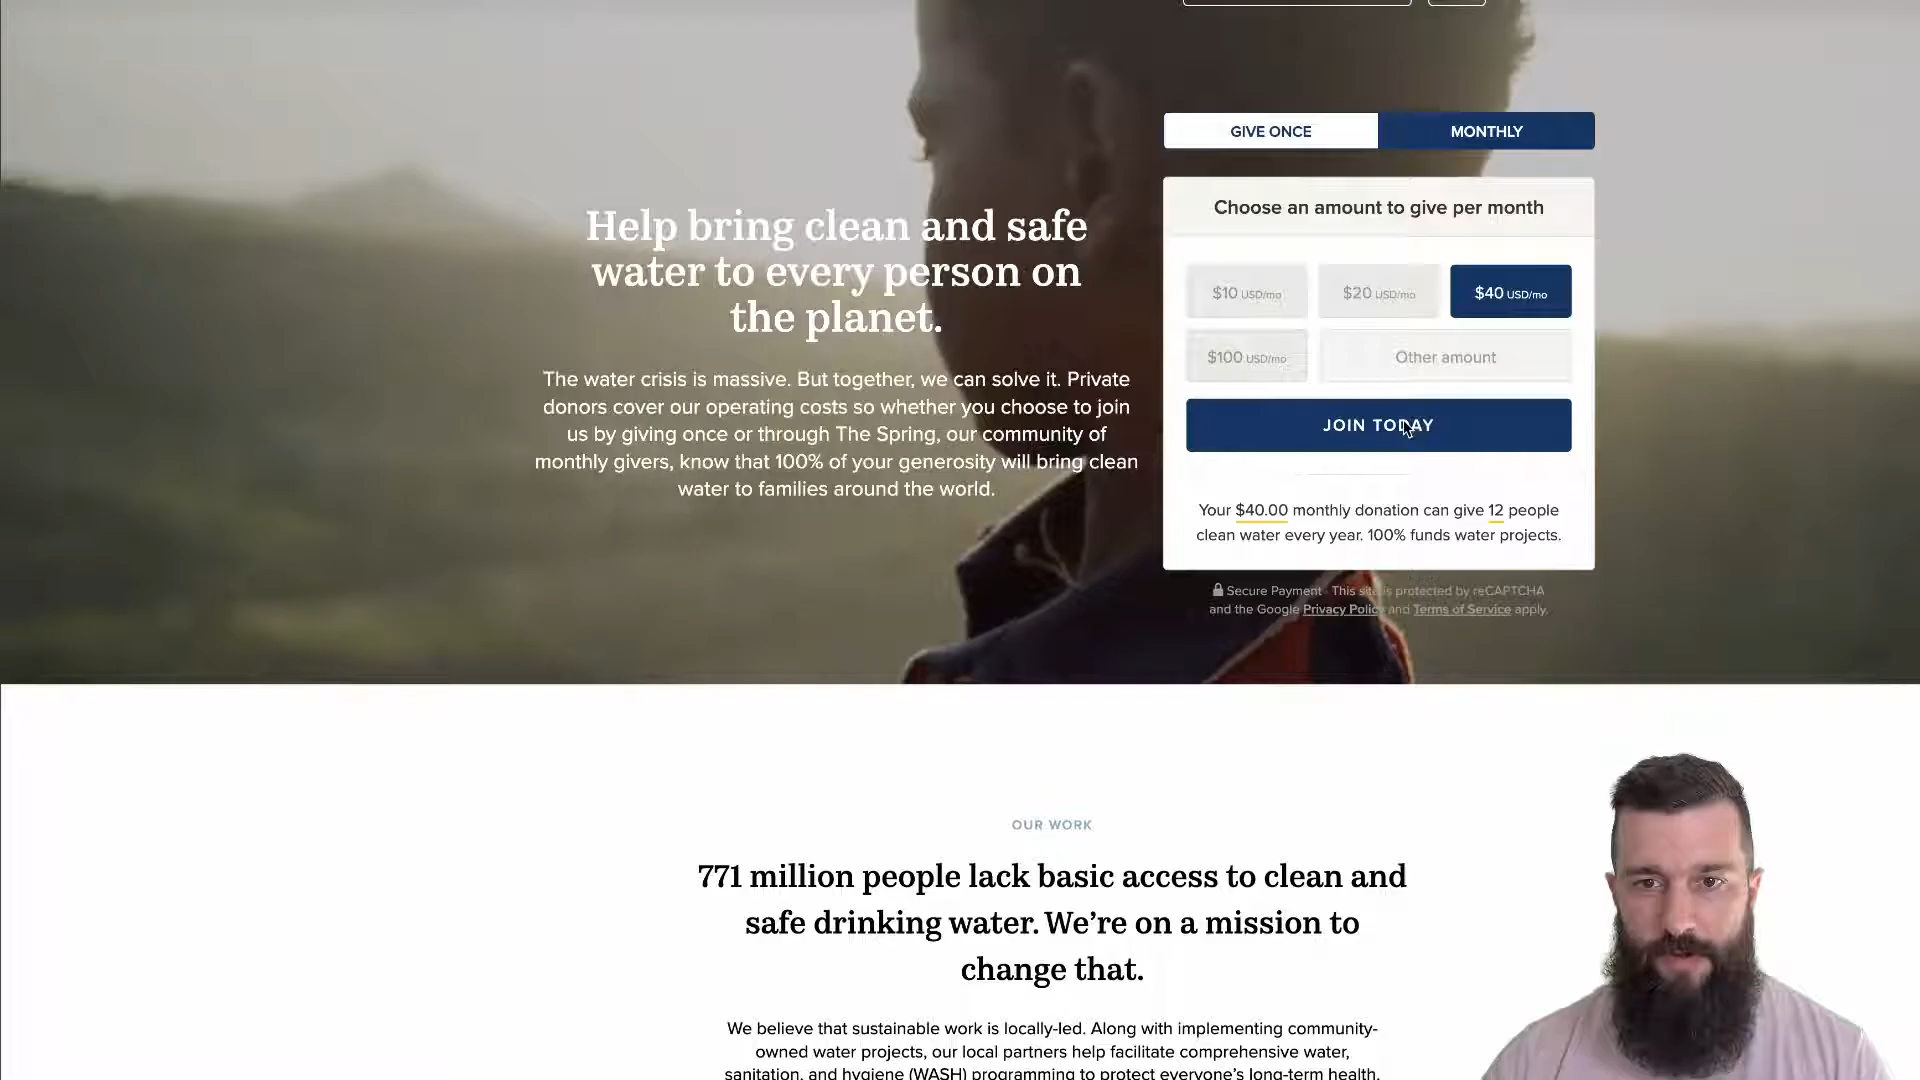 GIVE ONCE
MONTHLY
Help bring clean and safe
water to every person on
the planet.
The water crisis is massive. But together, we can solve it. Private
donors cover our operating costs so whether you choose to join
us by giving once or through The Spring, our community of
monthly givers, know that 100% of your generosity will bring clean
water to families around the world.
Choose an amount to give per month
$10 USD/mo
$20 USD/mo
$40 USD/mo
$100 USD/mo
Other amount
JOIN TODAY
Your $40.00 monthly donation can give 12 people
clean water every year. 100% funds water projects.
Secure Payment · This site is protected by reCAPTCHA
and the Google Privacy Policy and Terms of Service apply.
OUR WORK
771 million people lack basic access to clean and
safe drinking water. We’re on a mission to
change that.
We believe that sustainable work is locally-led. Along with implementing community-
owned water projects, our local partners help facilitate comprehensive water,
sanitation, and hygiene (WASH) programming to protect everyone’s long-term health.